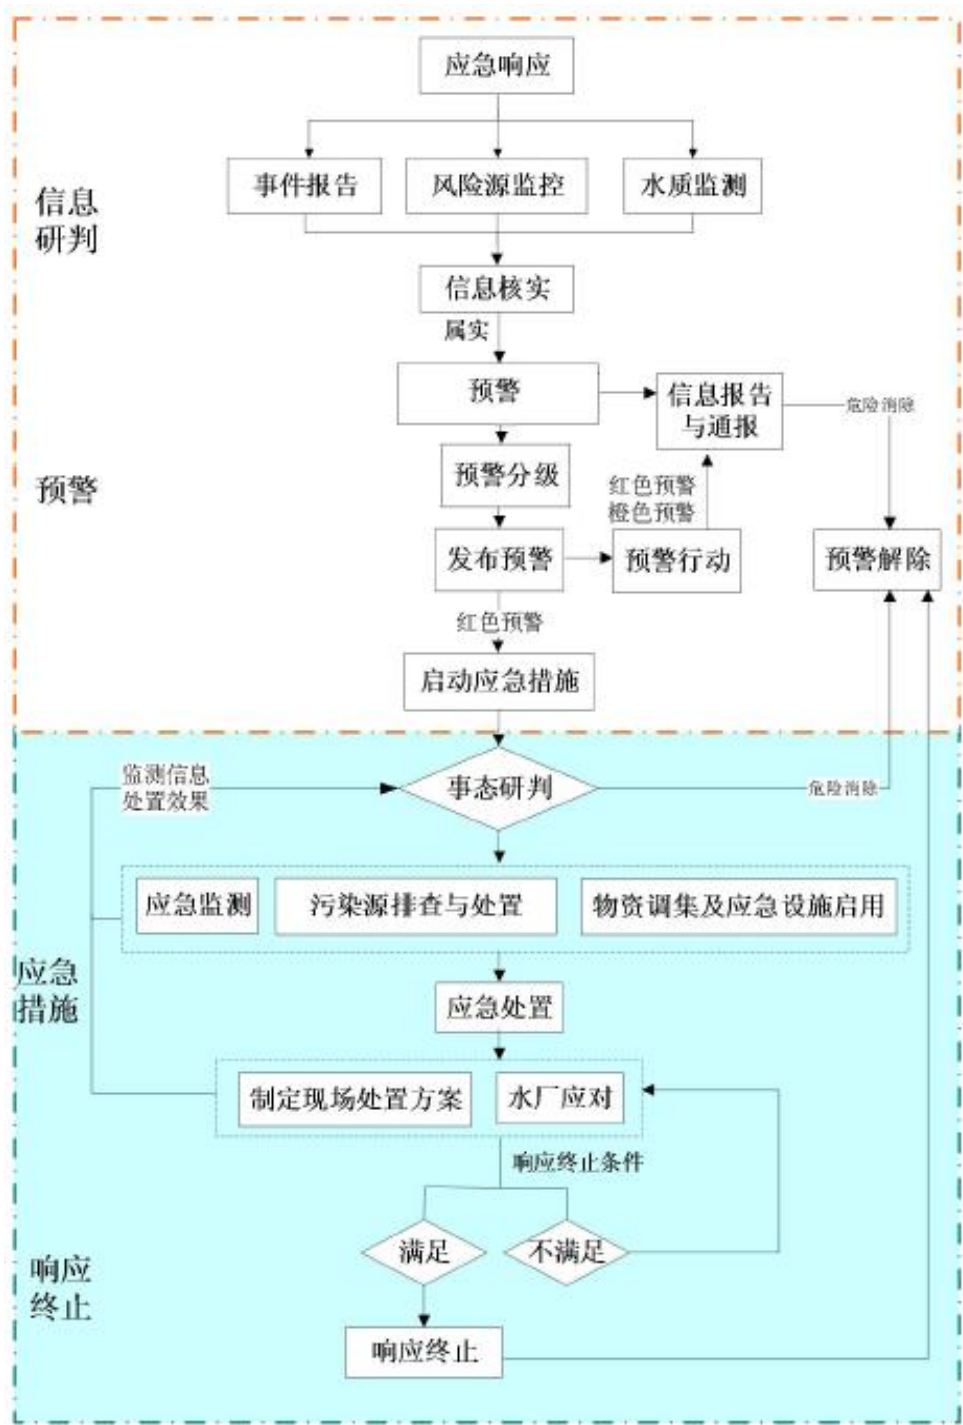 应急响应
事件报告
风险源监控
水质监测
信息
研判
信息核实
属实
预警
信息报告
与通报
危险消除
预警
预警分级
红色预警
橙色预警
发布预警
预警行动
预警解除
红色预警
启动应急措施
监测信息
处置效果
事态研判
危险消除
应急监测
污染源排查与处置
物资调集及应急设施启用
应急
措施
应急处置
制定现场处置方案
水厂应对
响应终止条件
满足
不满足
响应
终止
响应终止